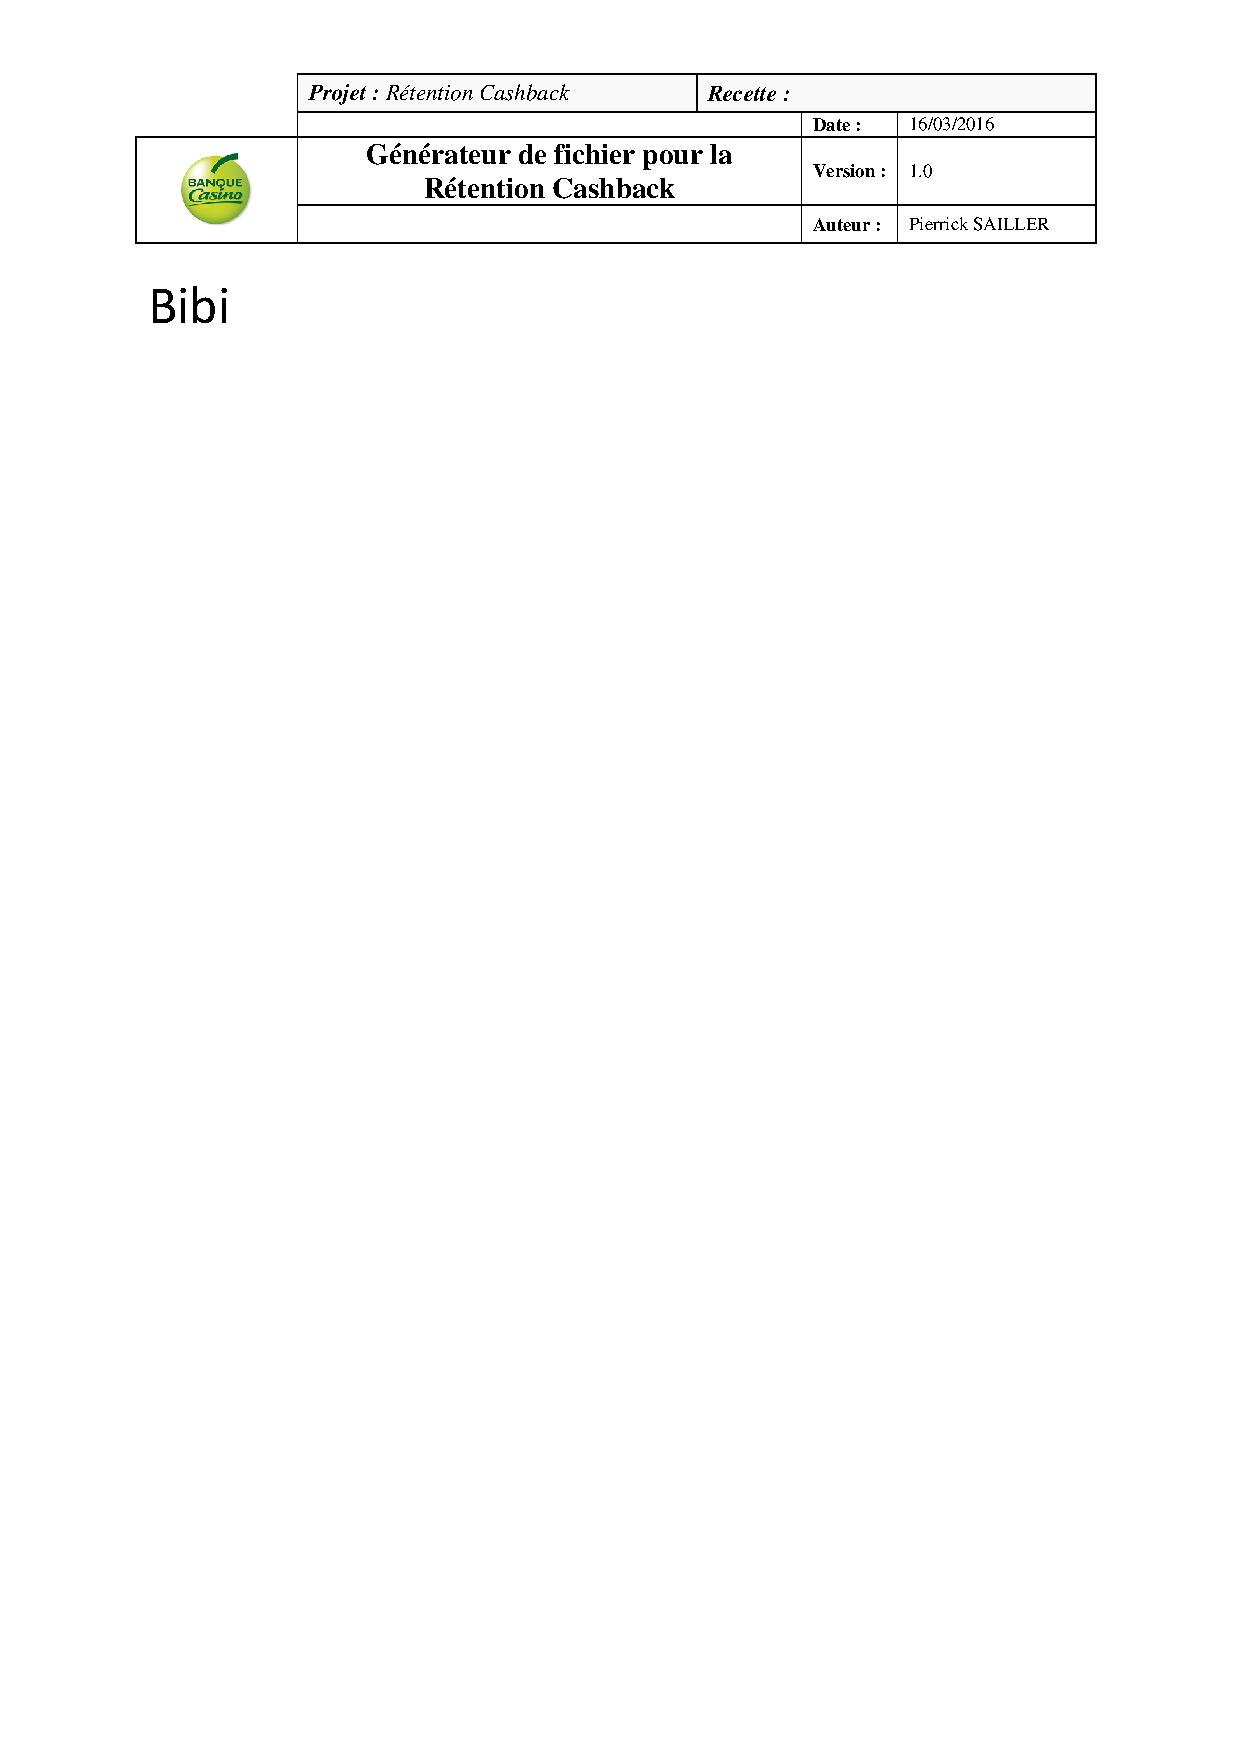 Projet : Rétention Cashback
Recette :
Date : 16/03/2016
BANQUE
Casino
Générateur de fichier pour la
Rétention Cashback
Version : 1.0
Auteur : Pierrick SAILLER
Bibi